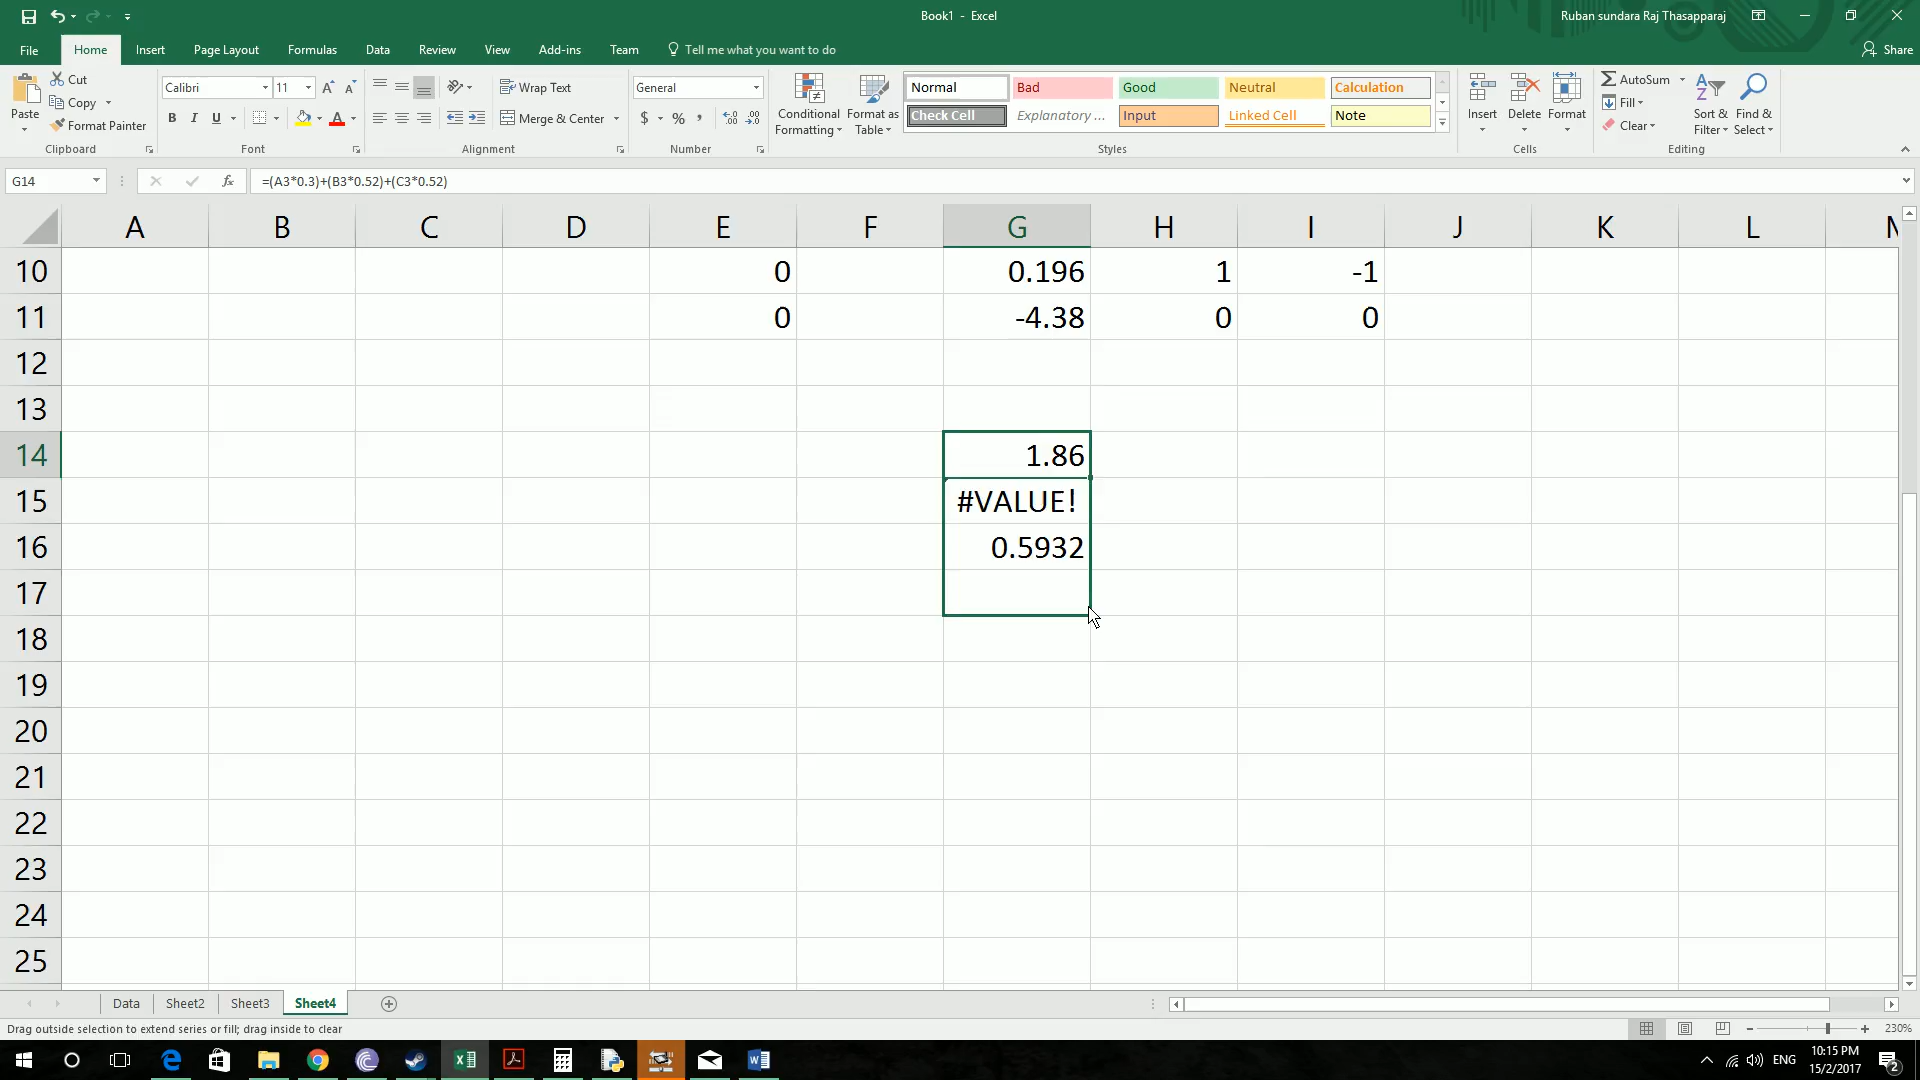 Book1 - Excel
Ruban sundara Raj Thasapparaj
File Home Insert Page Layout Formulas Data Review View Add-ins Team Tell me what you want to do Share
Paste
Cut
Copy
Format Painter
Clipboard
Calibri 11
B I U
Font
Wrap Text
Merge & Center
Alignment
General
$ % ,
Number
Conditional Formatting
Format as Table
Normal Bad Good Neutral Calculation
Check Cell Explanatory ... Input Linked Cell Note
Styles
Insert Delete Format
Cells
AutoSum
Fill
Clear
Sort & Filter
Find & Select
Editing
G14 fx =(A3*0.3)+(B3*0.52)+(C3*0.52)
A B C D E F G H I J K L
10 0 0.196 1 -1
11 0 -4.38 0 0
12
13
14 1.86
15 #VALUE!
16 0.5932
17
18
19
20
21
22
23
24
25
Data Sheet2 Sheet3 Sheet4
Drag outside selection to extend series or fill; drag inside to clear
230%
ENG
10:15 PM
15/2/2017
2